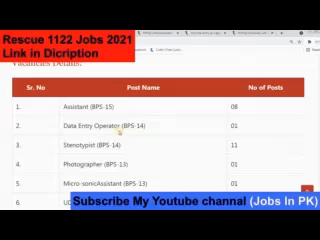 Rescue 1122 Jobs 2021
Link in Dicription
Vacancies Details:
Sr. No Post Name No of Posts
1. Assistant (BPS-15) 08
2. Data Entry Operator (BPS-14) 01
3. Stenotypist (BPS-14) 11
4. Photographer (BPS-13) 01
5. Micro-sonicAssistant (BPS-13) 01
6.
Subscribe My Youtube channal (Jobs In PK)